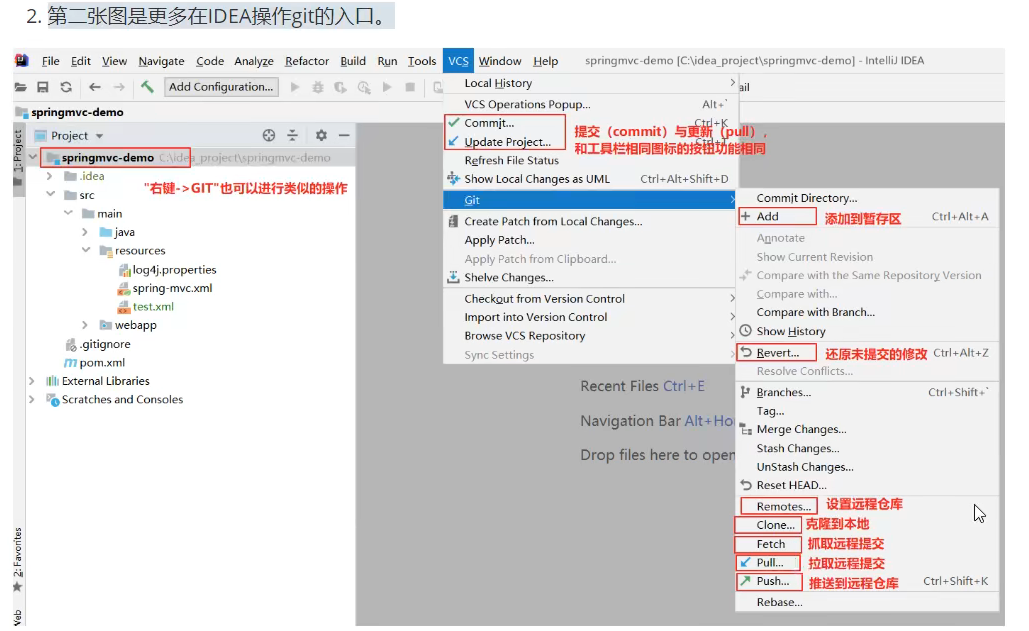 2. 第二张图是更多在IDEA操作git的入口。
File Edit View Navigate Code Analyze Refactor Build Run Tools VCS Window Help springmvc-demo [C:\idea_project\springmvc-demo] - IntelliJ IDEA
Add Configuration...
springmvc-demo
Project
1: Project
springmvc-demo C:\idea_project\springmvc-demo
.idea
"右键->GIT"也可以进行类似的操作
src
main
java
resources
log4j.properties
spring-mvc.xml
test.xml
webapp
.gitignore
pom.xml
External Libraries
Scratches and Consoles
2: Favorites
Local History
VCS Operations Popup... Alt+`
Commit... Ctrl+K
Update Project...
提交（commit）与更新（pull），
和工具栏相同图标的按钮功能相同
Refresh File Status
Show Local Changes as UML Ctrl+Alt+Shift+D
Git
Create Patch from Local Changes...
Apply Patch...
Apply Patch from Clipboard...
Shelve Changes...
Checkout from Version Control
Import into Version Control
Browse VCS Repository
Sync Settings
Recent Files Ctrl+E
Navigation Bar
Drop files here to open
Commit Directory...
Add 添加到暂存区 Ctrl+Alt+A
Annotate
Show Current Revision
Compare with the Same Repository Version
Compare with...
Compare with Branch...
Show History
Revert... 还原未提交的修改 Ctrl+Alt+Z
Resolve Conflicts...
Branches... Ctrl+Shift+`
Tag...
Merge Changes...
Stash Changes...
UnStash Changes...
Reset HEAD...
Remotes... 设置远程仓库
Clone... 克隆到本地
Fetch 抓取远程提交
Pull... 拉取远程提交
Push... 推送到远程仓库 Ctrl+Shift+K
Rebase...